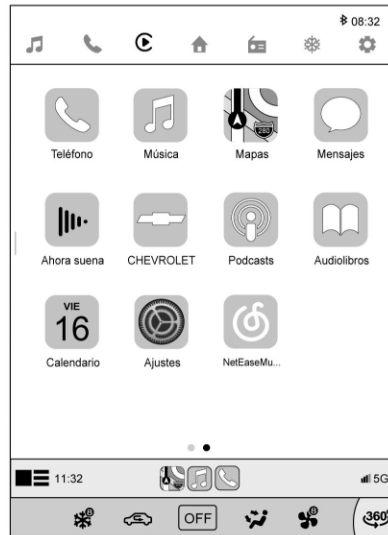 08:32
280
Teléfono Música Mapas Mensajes
Ahora suena CHEVROLET Podcasts Audiolibros
VIE
16
Calendario Ajustes NetEaseMu...
11:32 5G
OFF 360°